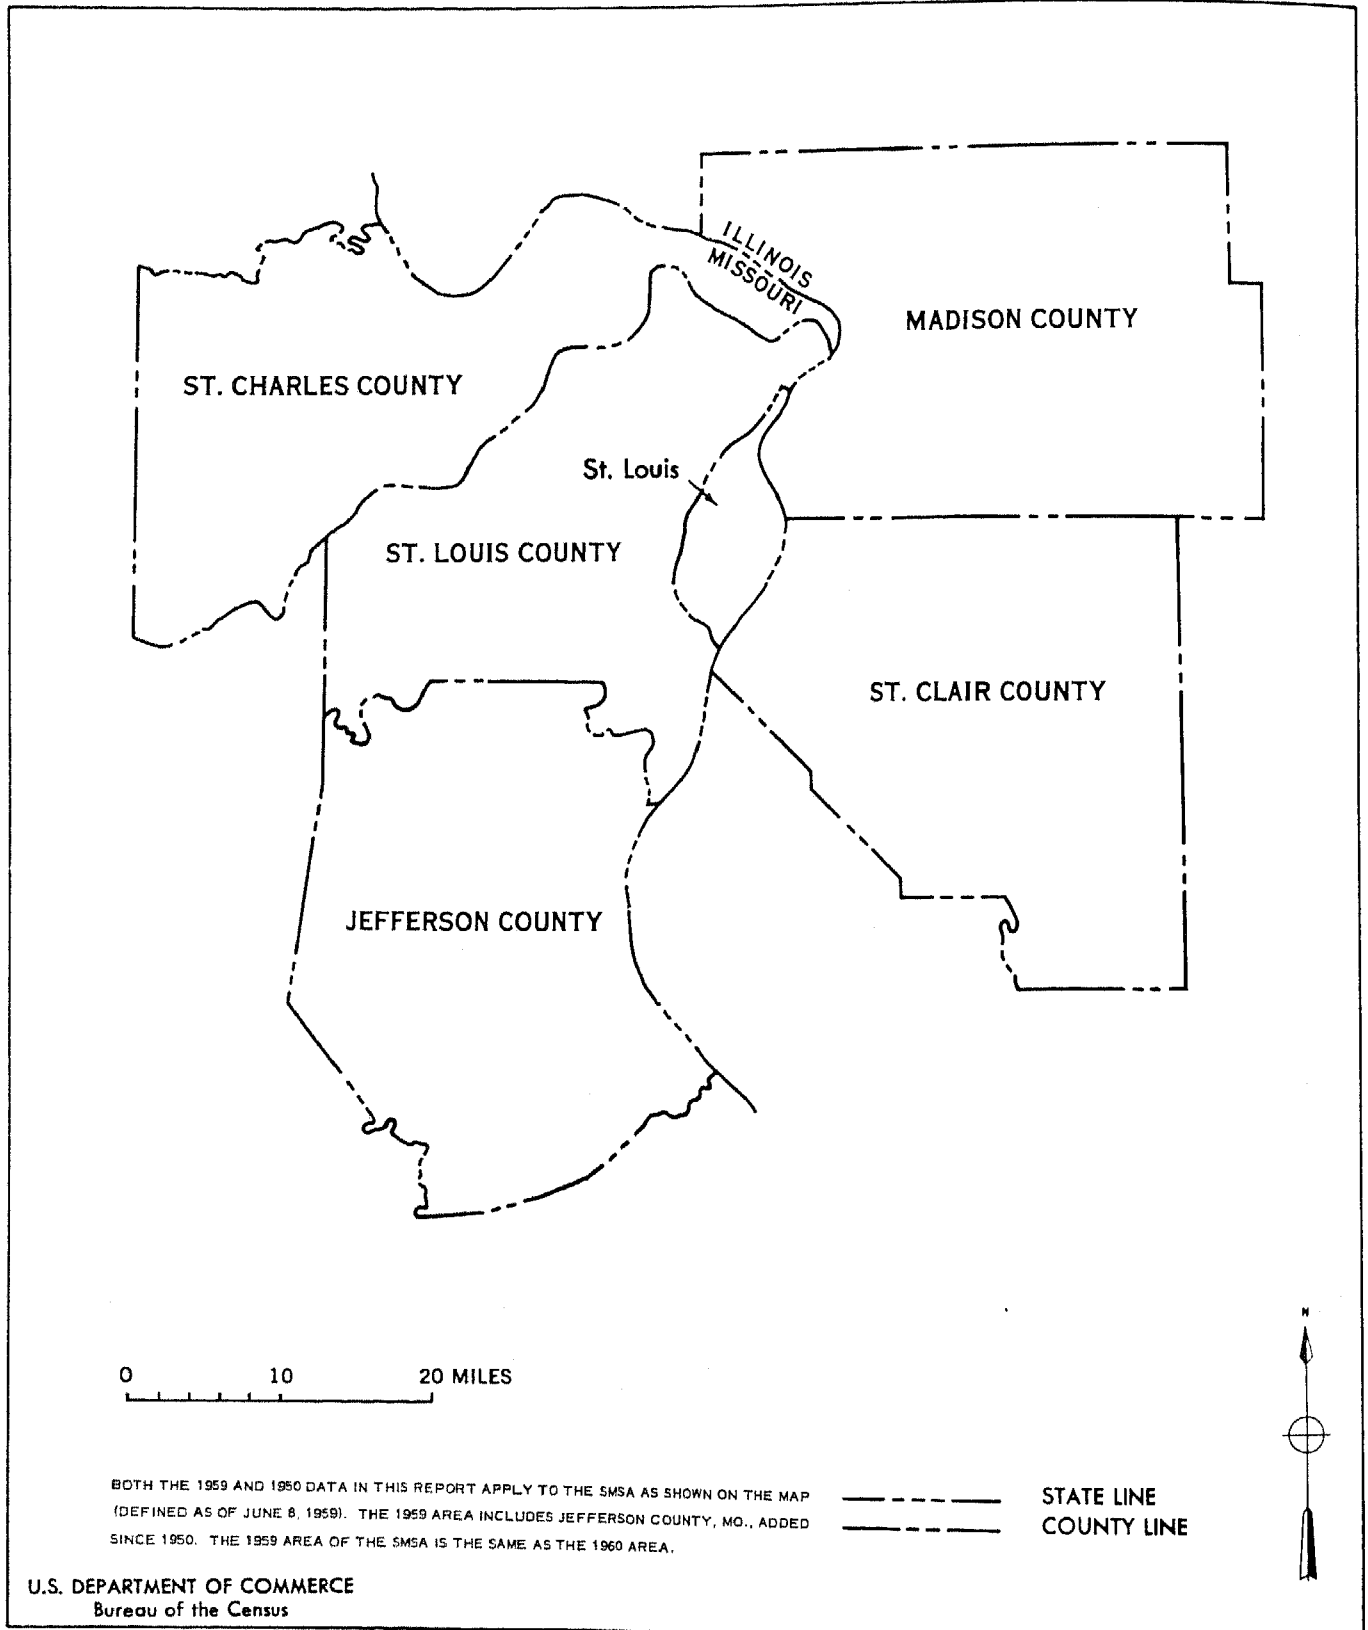 ILLINOIS
MISSOURI
MADISON COUNTY
ST. CHARLES COUNTY
St. Louis
ST. LOUIS COUNTY
ST. CLAIR COUNTY
JEFFERSON COUNTY
N
0 10 20 MILES
BOTH THE 1959 AND 1950 DATA IN THIS REPORT APPLY TO THE SMSA AS SHOWN ON THE MAP
(DEFINED AS OF JUNE 8, 1959). THE 1959 AREA INCLUDES JEFFERSON COUNTY, MO., ADDED
SINCE 1950. THE 1959 AREA OF THE SMSA IS THE SAME AS THE 1960 AREA.
STATE LINE
COUNTY LINE
U.S. DEPARTMENT OF COMMERCE
Bureau of the Census